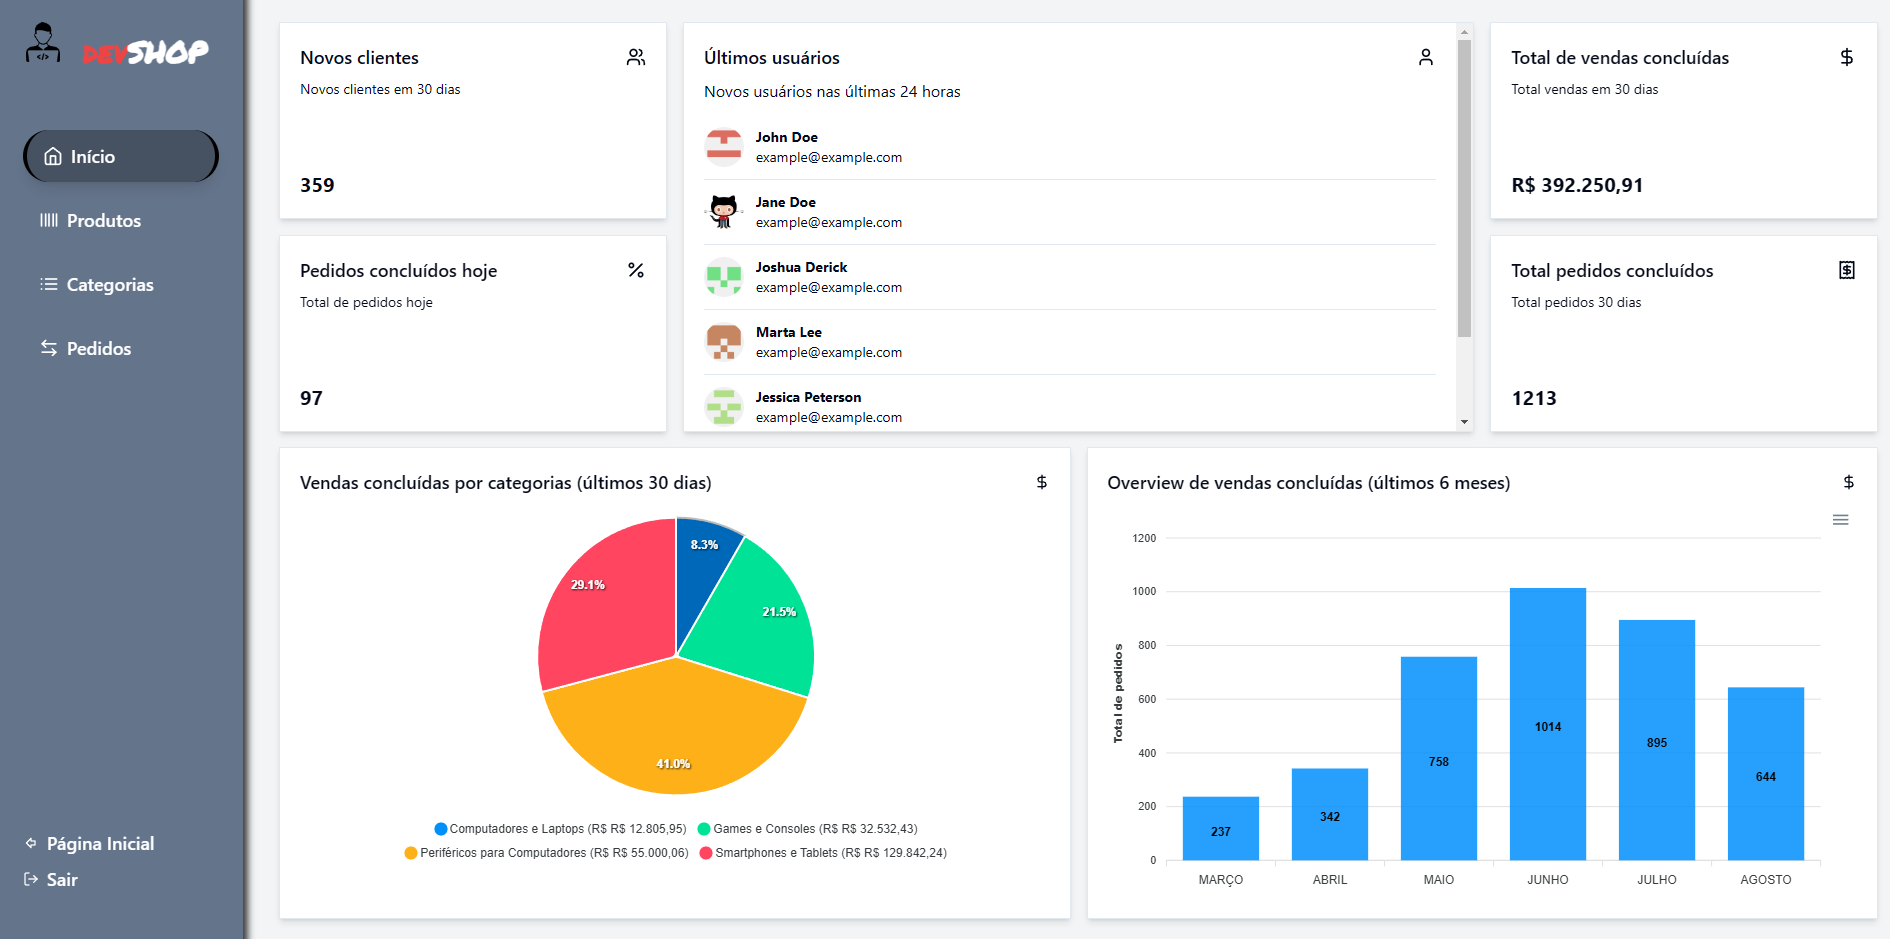 DEVSHOP
Início
Produtos
Categorias
Pedidos
Página Inicial
Sair
Novos clientes
Novos clientes em 30 dias
359
Pedidos concluídos hoje
Total de pedidos hoje
97
Últimos usuários
Novos usuários nas últimas 24 horas
John Doe
example@example.com
Jane Doe
example@example.com
Joshua Derick
example@example.com
Marta Lee
example@example.com
Jessica Peterson
example@example.com
Total de vendas concluídas
Total vendas em 30 dias
R$ 392.250,91
Total pedidos concluídos
Total pedidos 30 dias
1213
Vendas concluídas por categorias (últimos 30 dias)
8.3%
29.1%
21.5%
41.0%
Computadores e Laptops (R$ R$ 12.805,95) Games e Consoles (R$ R$ 32.532,43)
Periféricos para Computadores (R$ R$ 55.000,06) Smartphones e Tablets (R$ R$ 129.842,24)
Overview de vendas concluídas (últimos 6 meses)
Total de pedidos
1200
1000
800
600
400
200
0
237
342
758
1014
895
644
MARÇO ABRIL MAIO JUNHO JULHO AGOSTO